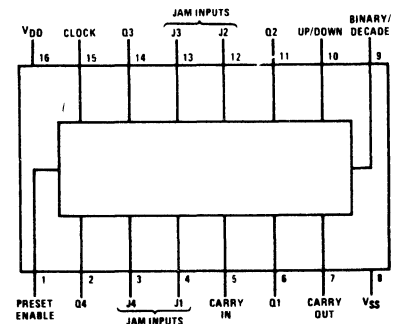 JAM INPUTS
VDD CLOCK Q3 J3 J2 Q2 UP/DOWN BINARY/
DECADE
16 15 14 13 12 11 10 9
1 2 3 4 5 6 7 8
PRESET
ENABLE Q4 J4 J1 CARRY
IN Q1 CARRY
OUT VSS
JAM INPUTS